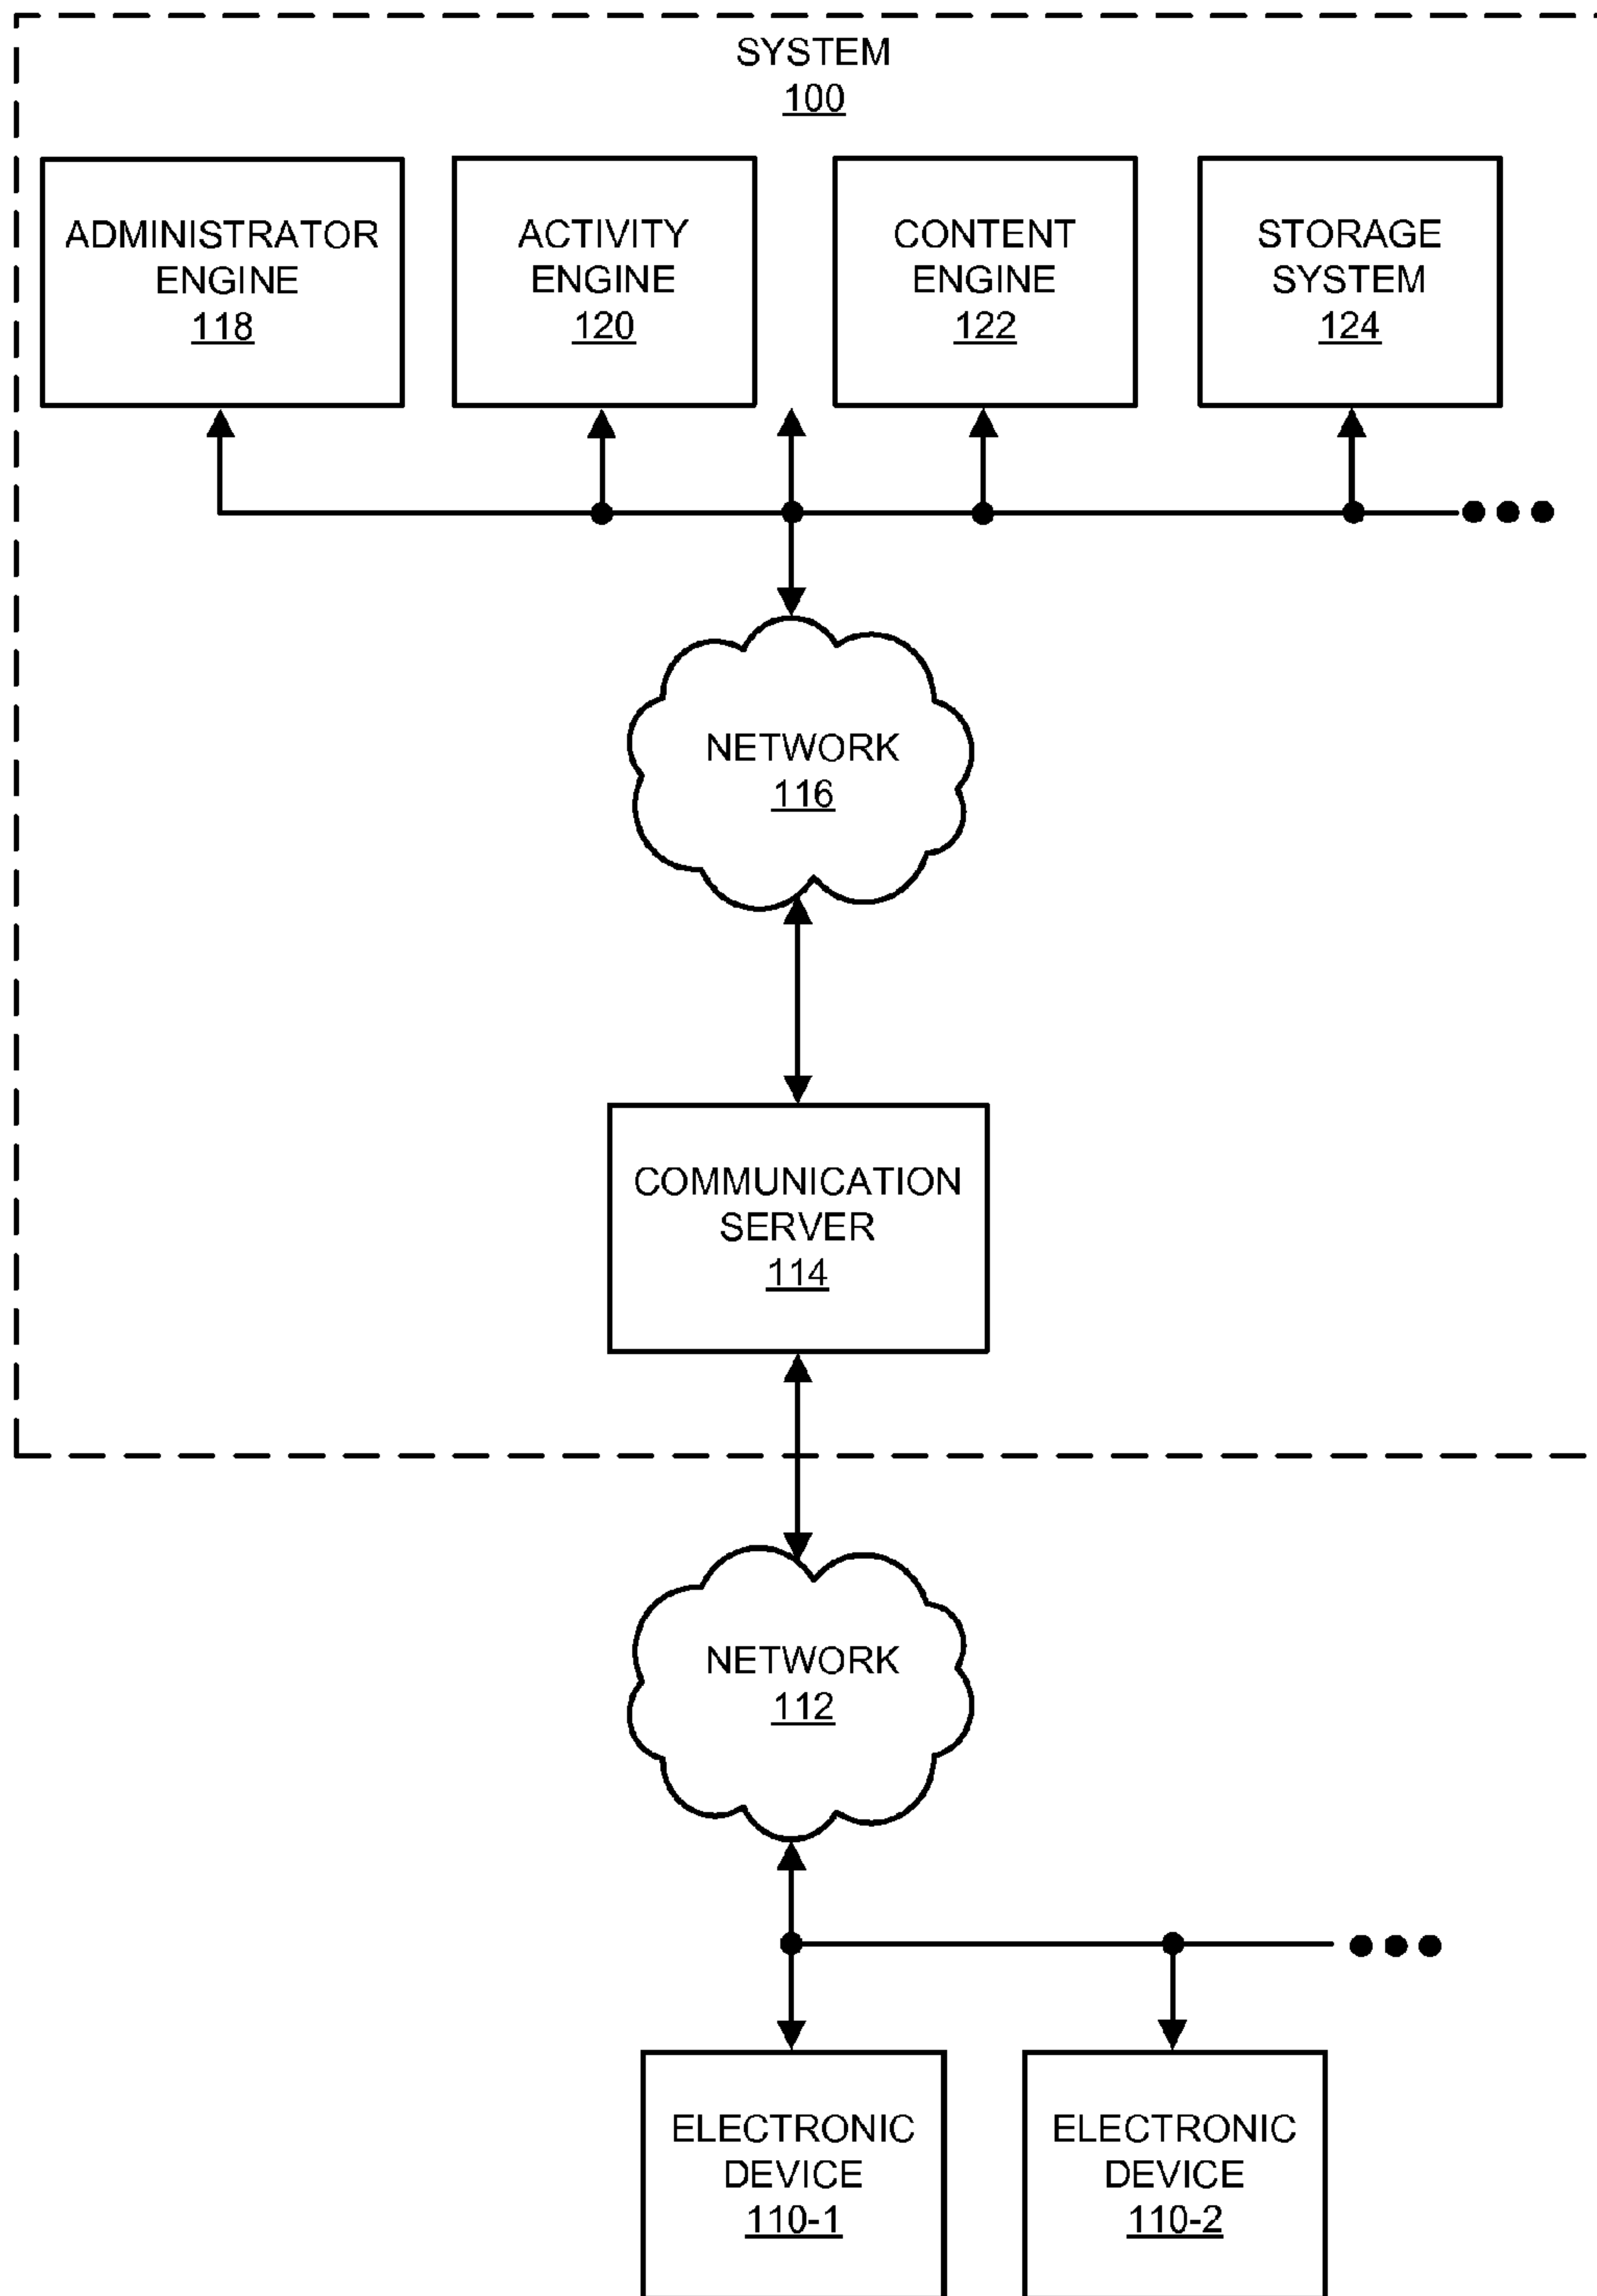 SYSTEM
100
ADMINISTRATOR
ENGINE
118
ACTIVITY
ENGINE
120
CONTENT
ENGINE
122
STORAGE
SYSTEM
124
NETWORK
116
COMMUNICATION
SERVER
114
NETWORK
112
ELECTRONIC
DEVICE
110-1
ELECTRONIC
DEVICE
110-2